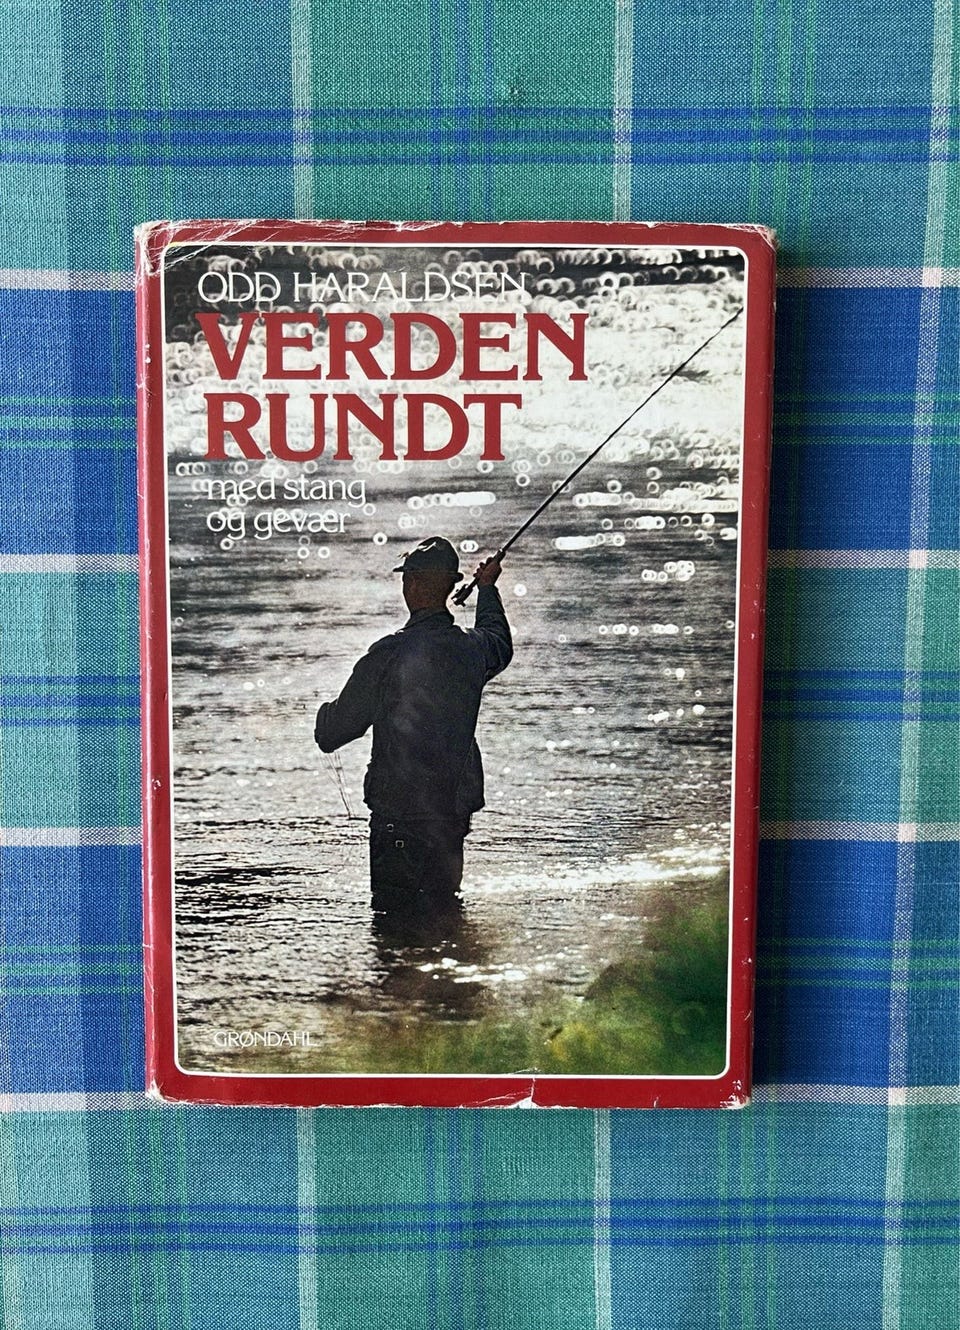 ODD HARALDSEN
VERDEN
RUNDT
med stang
og gevær
GRØNDAHL